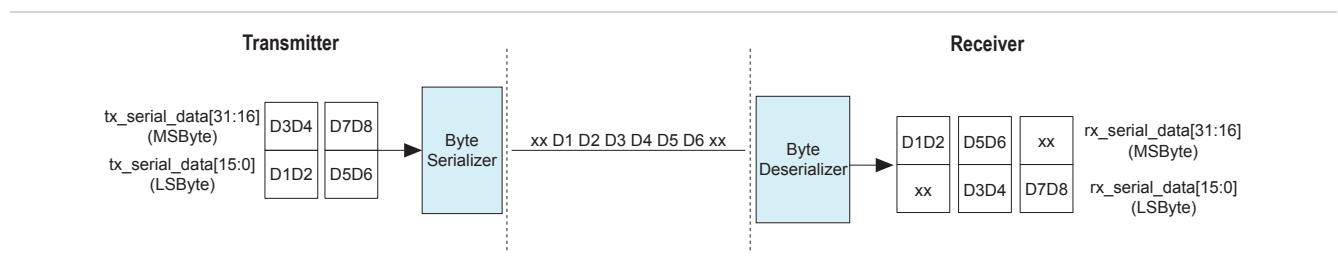 Transmitter
Receiver
tx_serial_data[31:16]
(MSByte)
D3D4
D7D8
tx_serial_data[15:0]
(LSByte)
D1D2
D5D6
Byte
Serializer
xx D1 D2 D3 D4 D5 D6 xx
Byte
Deserializer
D1D2
D5D6
xx
rx_serial_data[31:16]
(MSByte)
xx
D3D4
D7D8
rx_serial_data[15:0]
(LSByte)